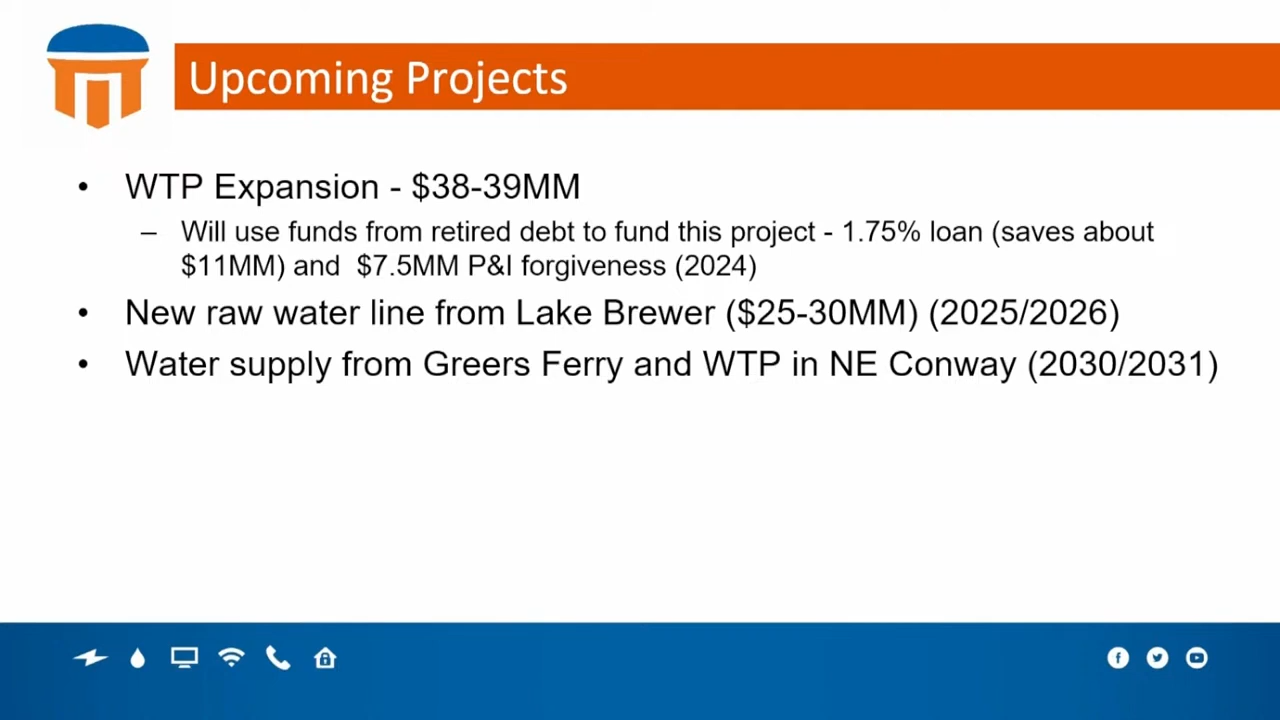 Upcoming Projects
• WTP Expansion - $38-39MM
– Will use funds from retired debt to fund this project - 1.75% loan (saves about
$11MM) and  $7.5MM P&I forgiveness (2024)
• New raw water line from Lake Brewer ($25-30MM) (2025/2026)
• Water supply from Greers Ferry and WTP in NE Conway (2030/2031)